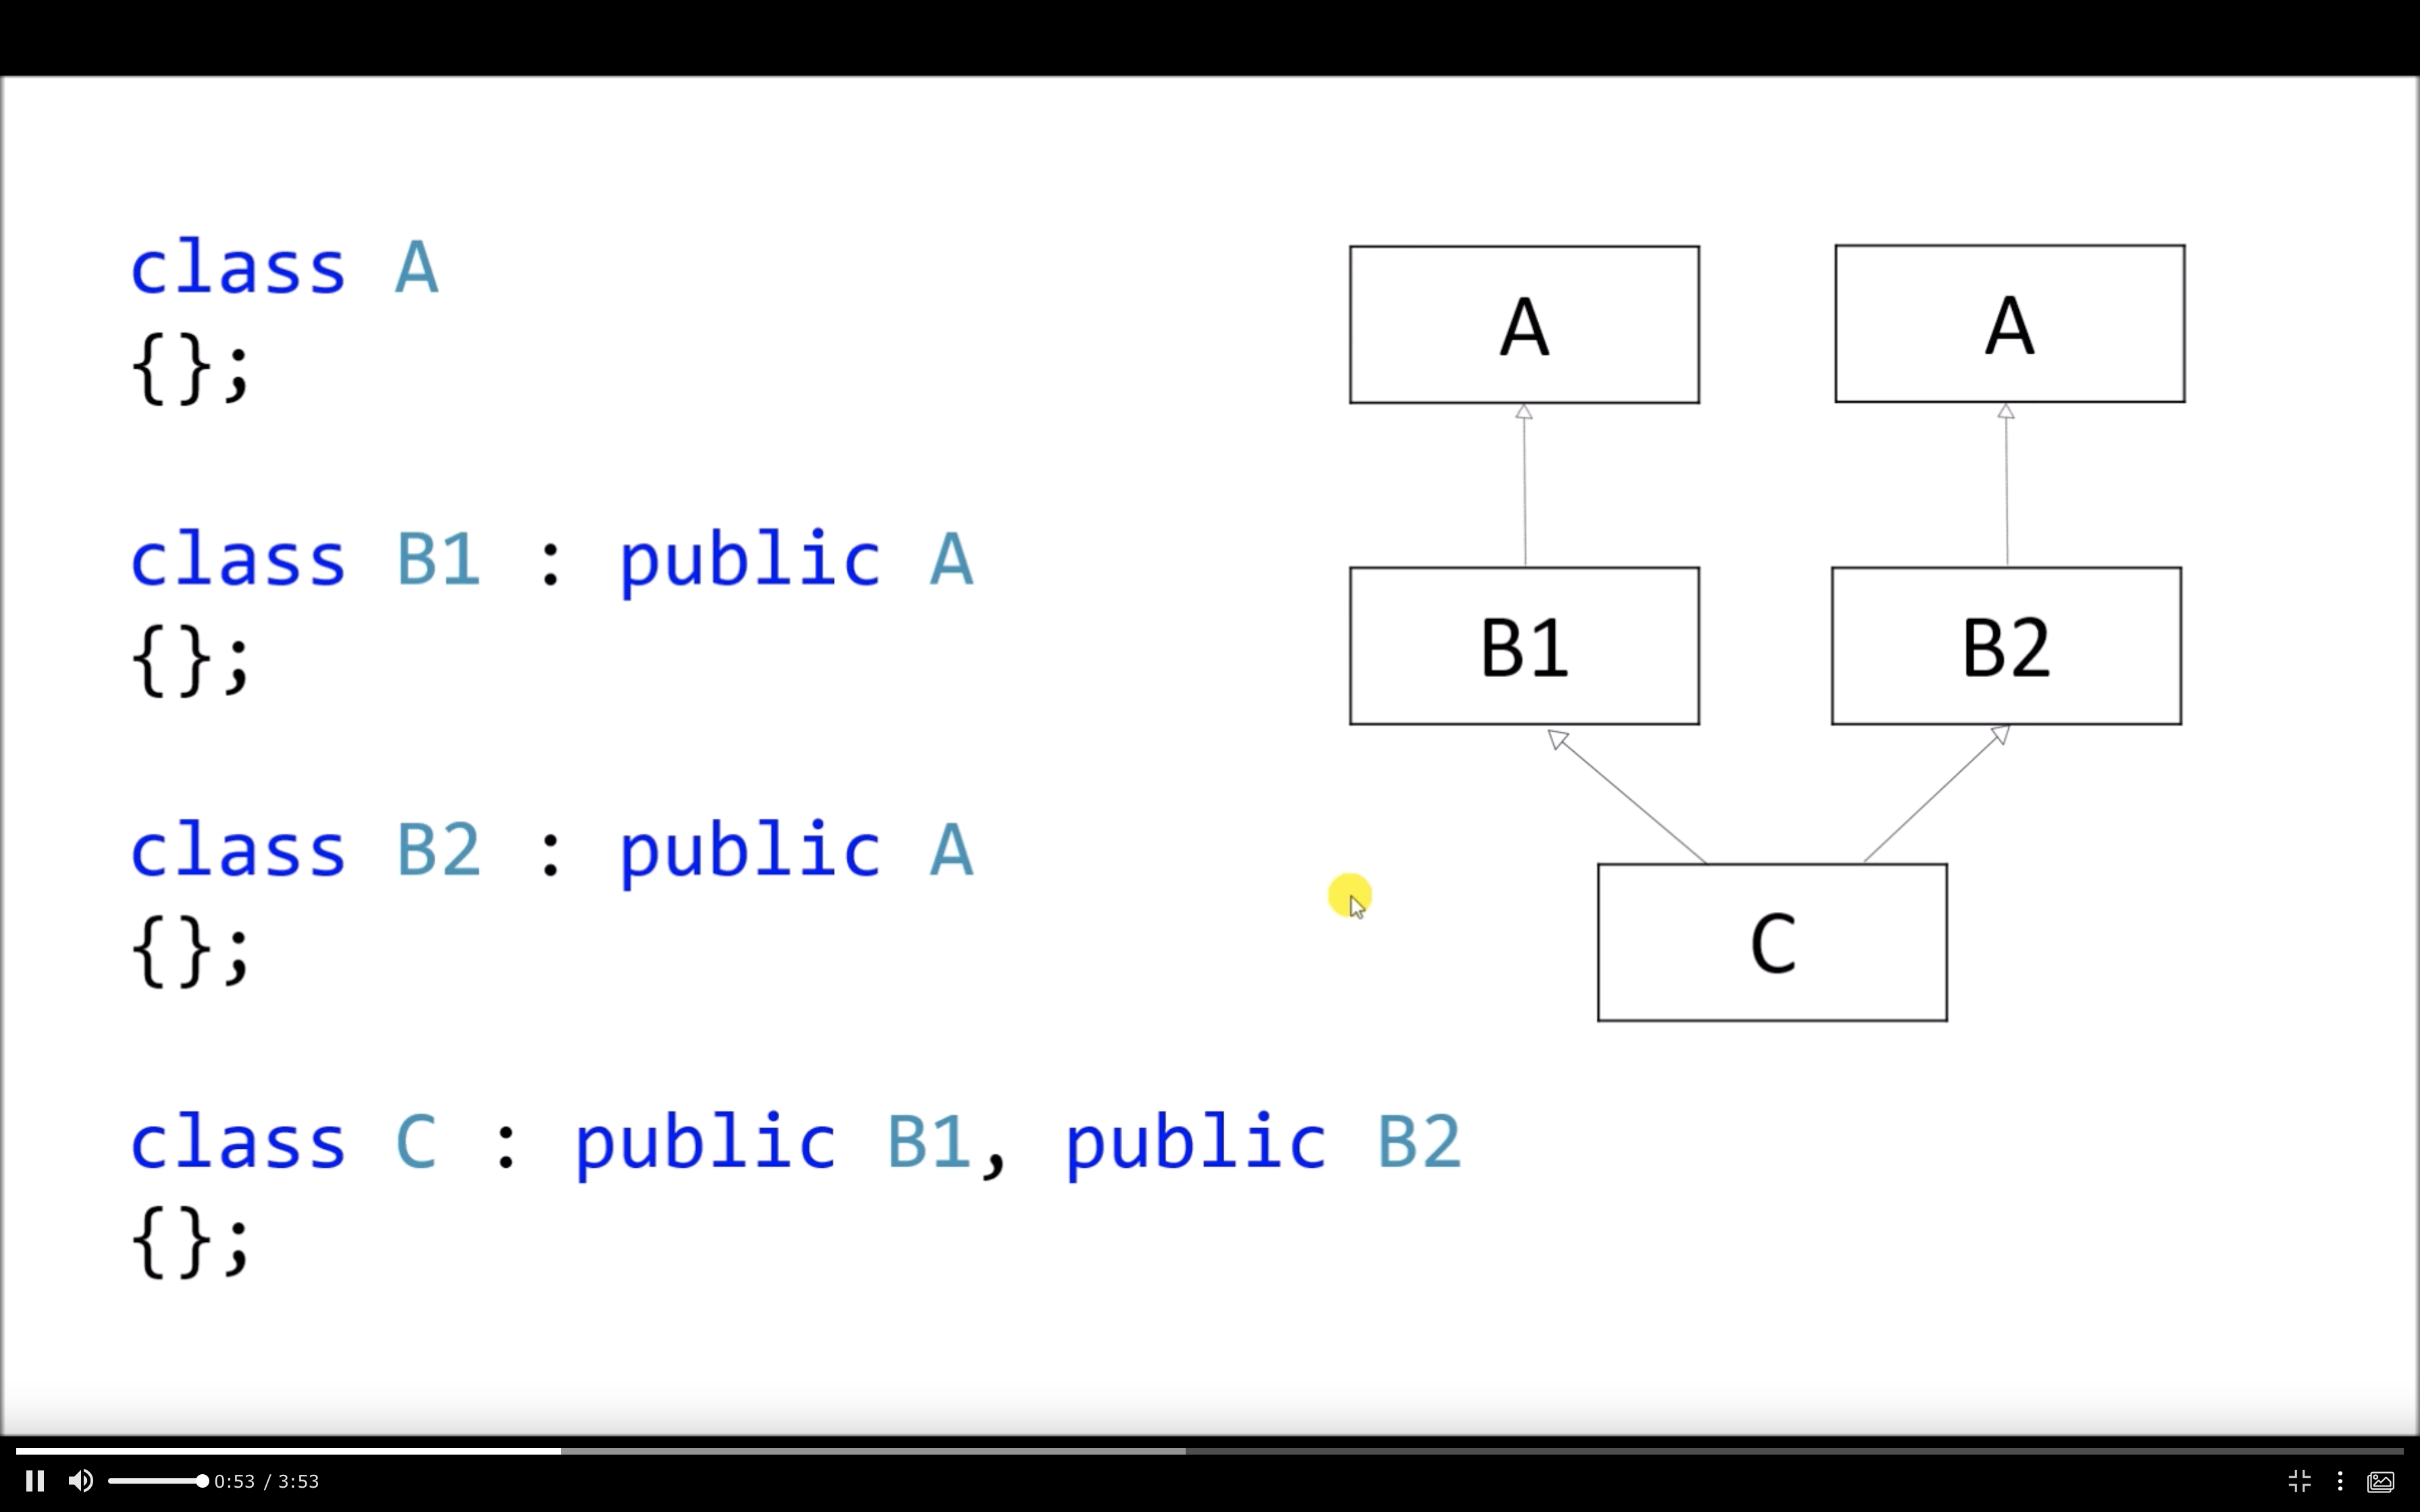 class A
{};
class B1 : public A
{};
class B2 : public A
{};
class C : public B1, public B2
{};
A A
B1 B2
C
0:53 / 3:53